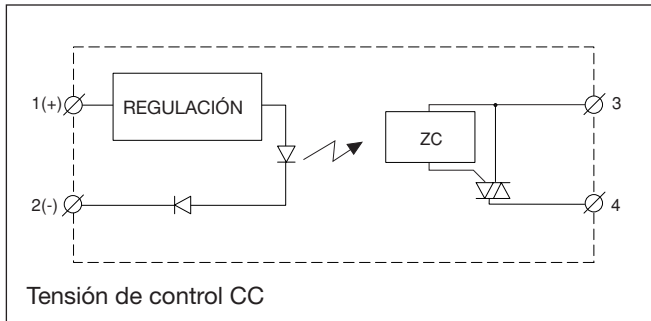 1(+)
REGULACIÓN
ZC
3
2(-)
4
Tensión de control CC